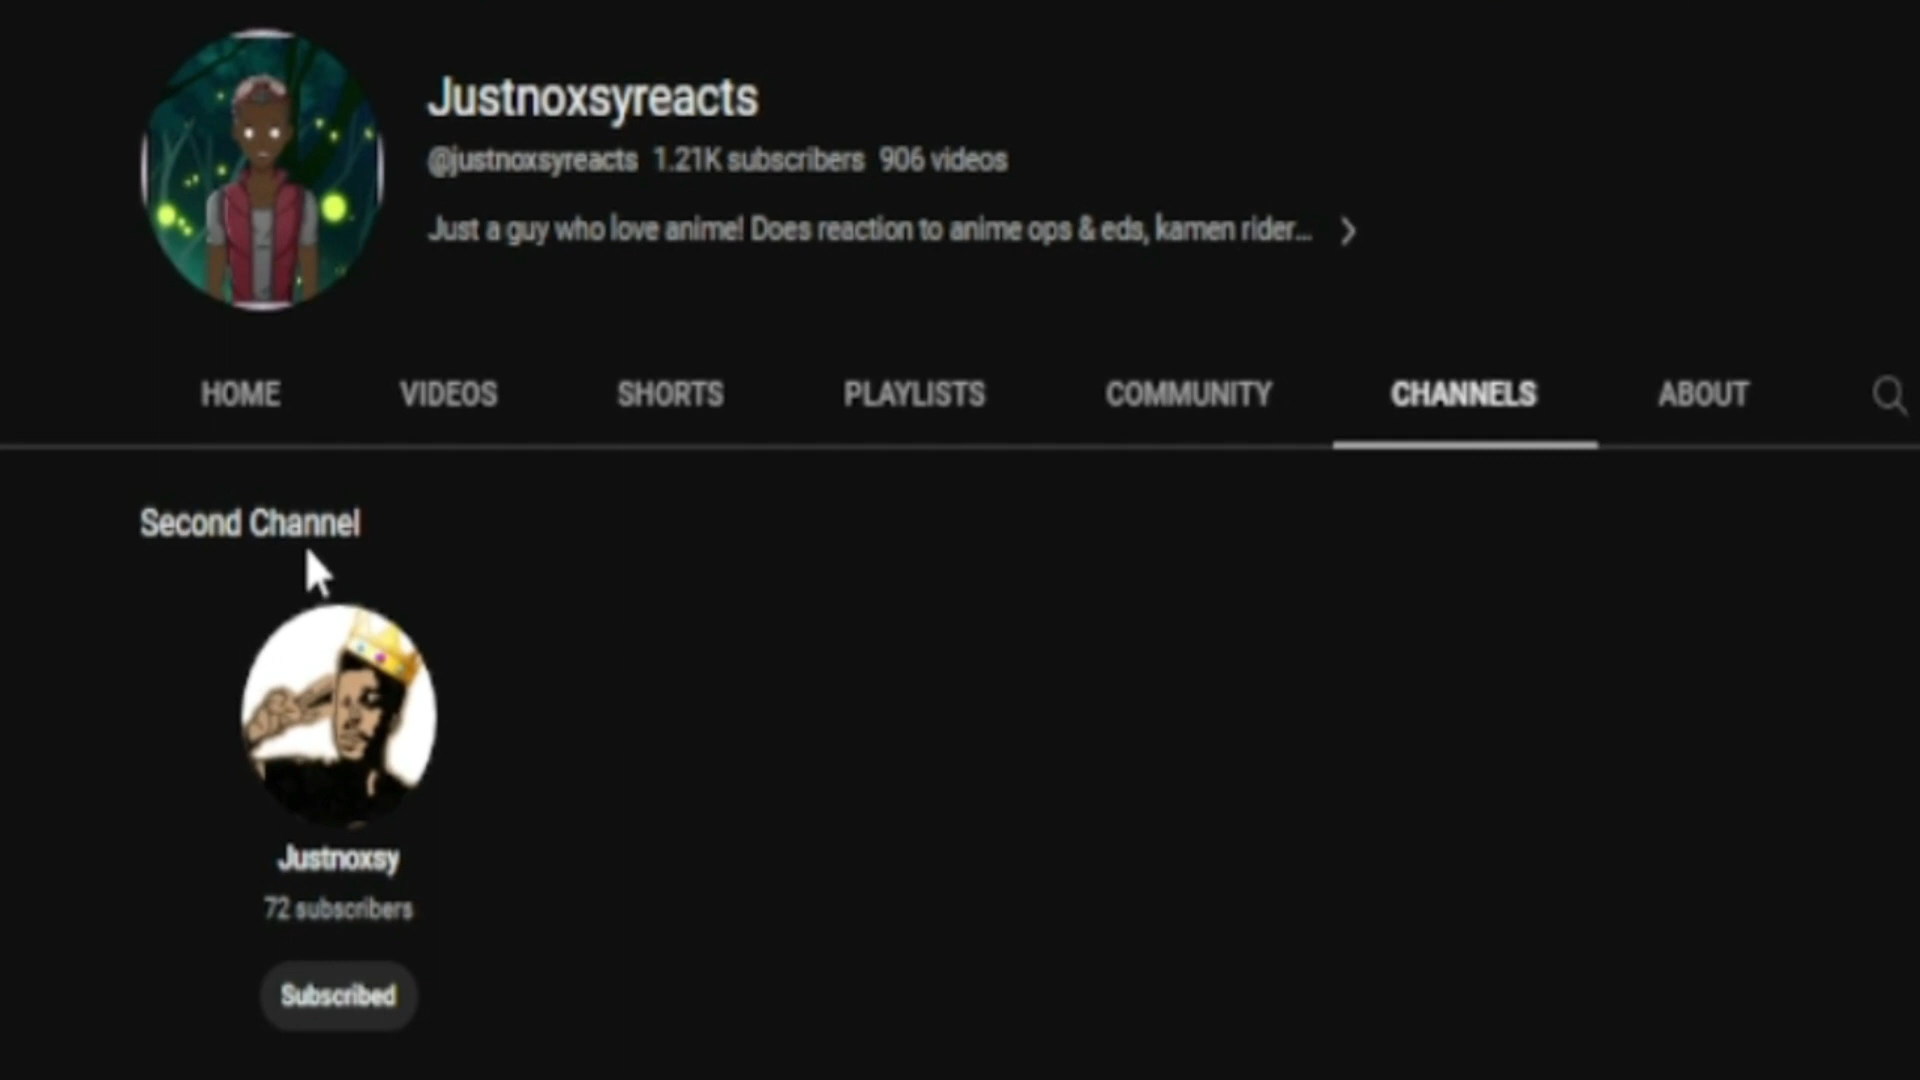 Justnoxsyreacts
@justnoxsyreacts 1.21K subscribers 906 videos
Just a guy who love anime! Does reaction to anime ops & eds, kamen rider...
HOME VIDEOS SHORTS PLAYLISTS COMMUNITY CHANNELS ABOUT
Second Channel
Justnoxsy
72 subscribers
Subscribed